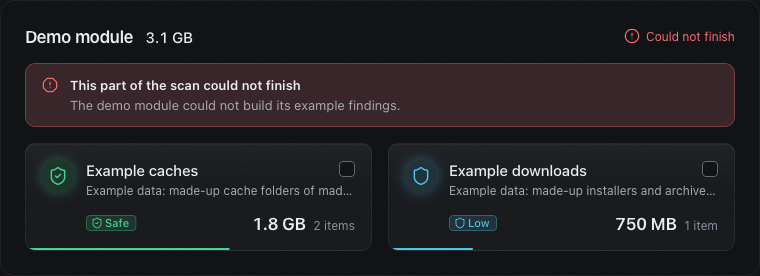 Demo module 3.1 GB
Could not finish
This part of the scan could not finish
The demo module could not build its example findings.
Example caches
Example data: made-up cache folders of mad...
Safe
1.8 GB 2 items
Example downloads
Example data: made-up installers and archive...
Low
750 MB 1 item